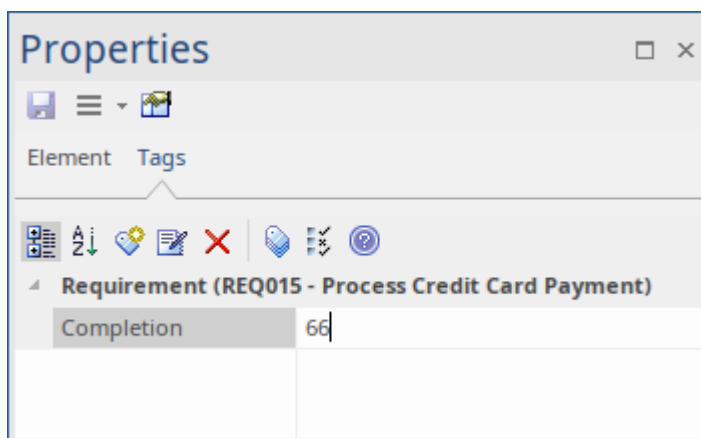 Properties
Element Tags
Requirement (REQ015 - Process Credit Card Payment)
Completion 66